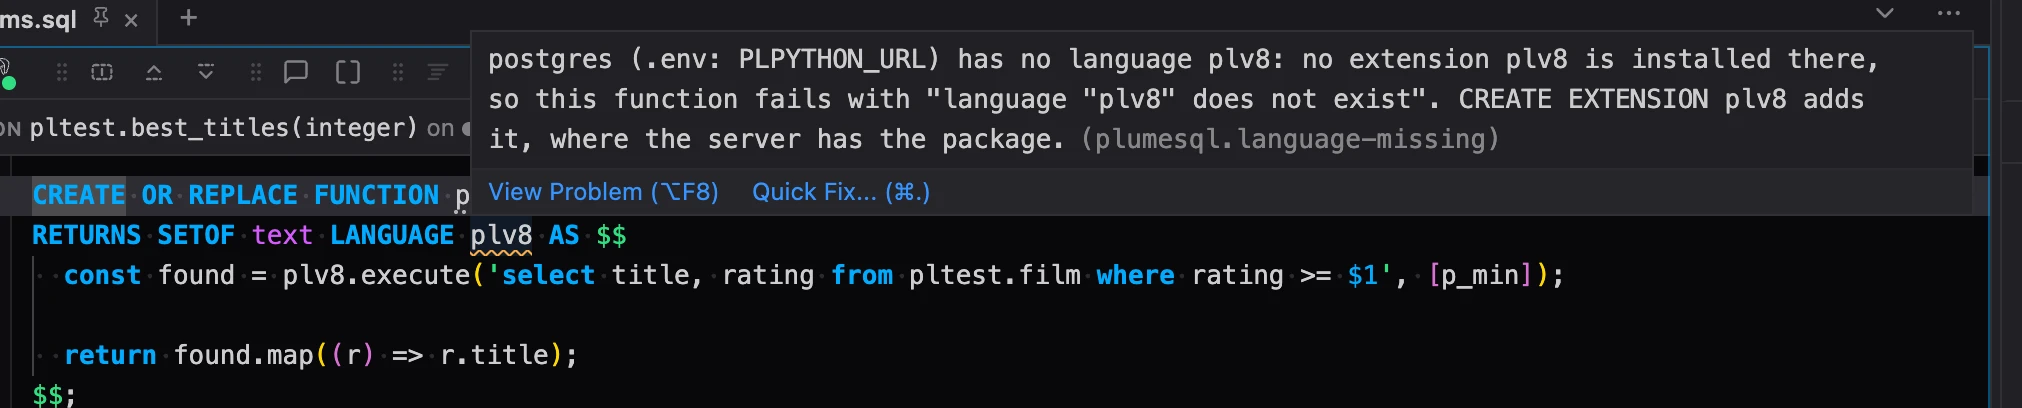 ms.sql
postgres (.env: PLPYTHON_URL) has no language plv8: no extension plv8 is installed there,
so this function fails with "language "plv8" does not exist". CREATE EXTENSION plv8 adds
it, where the server has the package. (plumesql.language-missing)
View Problem (⌥F8) Quick Fix... (⌘.)
ON pltest.best_titles(integer) on
CREATE OR REPLACE FUNCTION p
RETURNS SETOF text LANGUAGE plv8 AS $$
const found = plv8.execute('select title, rating from pltest.film where rating >= $1', [p_min]);
return found.map((r) => r.title);
$$;